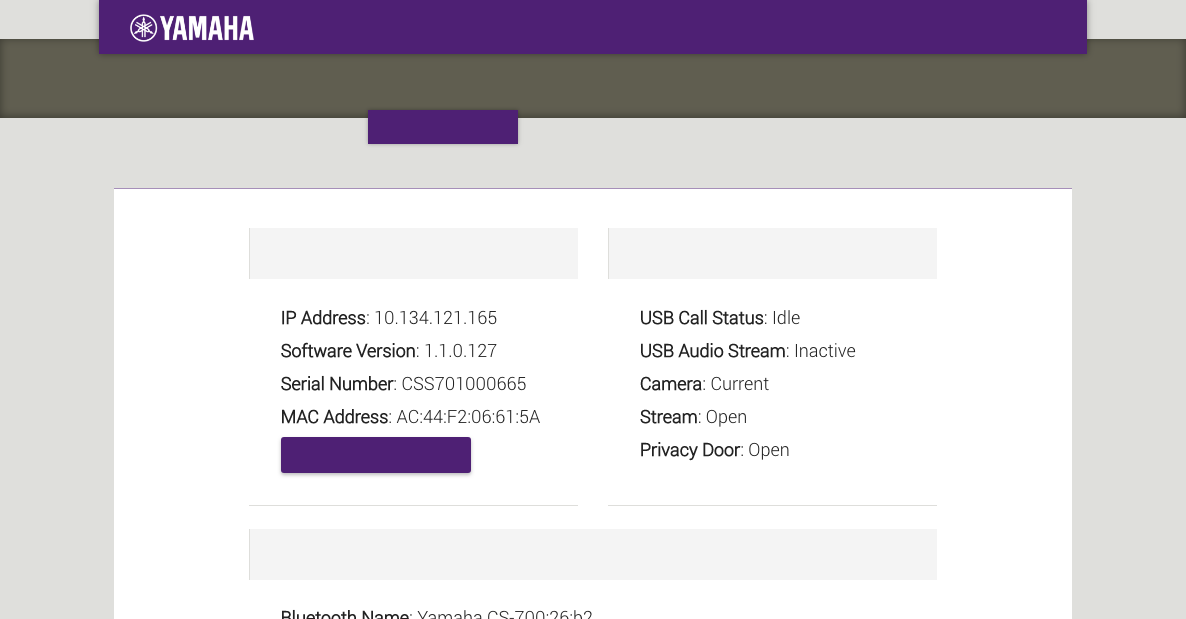 YAMAHA
IP Address: 10.134.121.165
Software Version: 1.1.0.127
Serial Number: CSS701000665
MAC Address: AC:44:F2:06:61:5A
USB Call Status: Idle
USB Audio Stream: Inactive
Camera: Current
Stream: Open
Privacy Door: Open
Bluetooth Name: Yamaha CS-700:26:b2